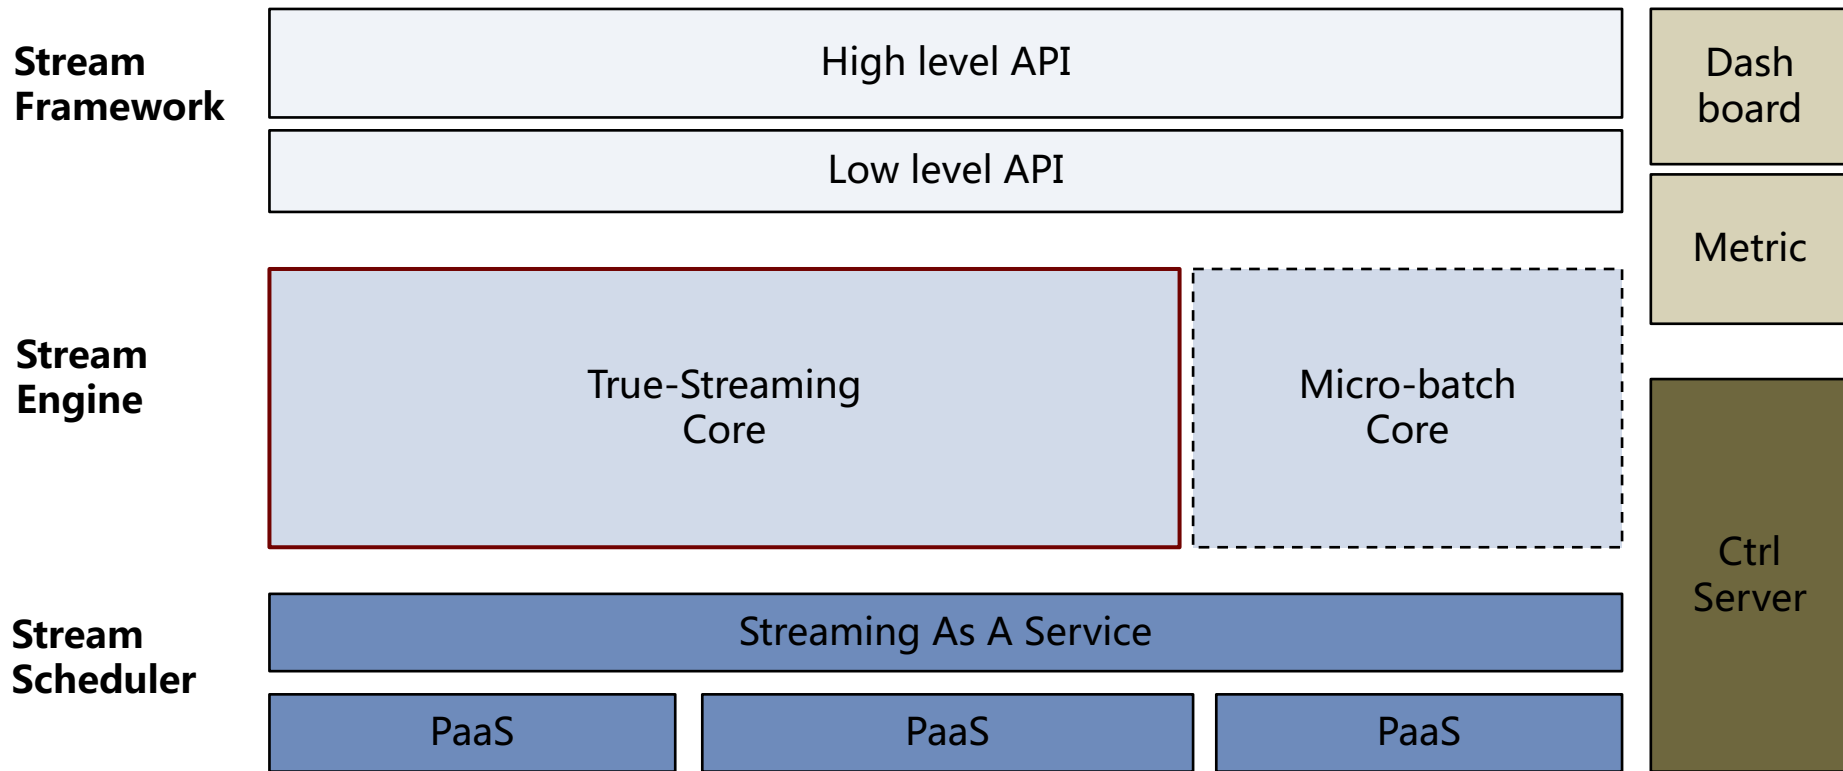 Stream
Framework
High level API
Low level API
Dash
board
Metric
Stream
Engine
True-Streaming
Core
Micro-batch
Core
Ctrl
Server
Stream
Scheduler
Streaming As A Service
PaaS
PaaS
PaaS